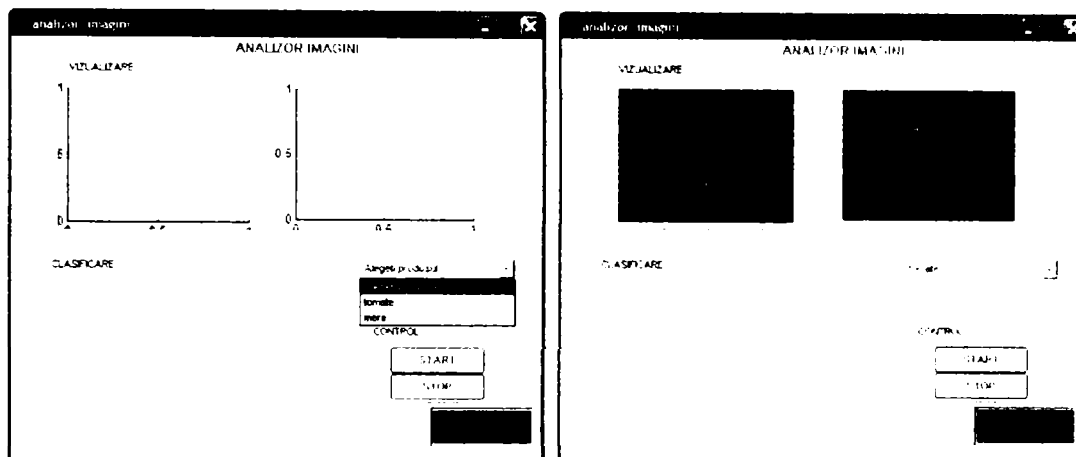 analizor imagini
ANALIZOR IMAGINI
VIZUALIZARE
1
0
1
0.5
0
0
0.5
1
CLASIFICARE
Alegeti produsul
tomate
mere
CONTROL
START
STOP
analizor imagini
ANALIZOR IMAGINI
VIZUALIZARE
CLASIFICARE
CONTROL
START
STOP